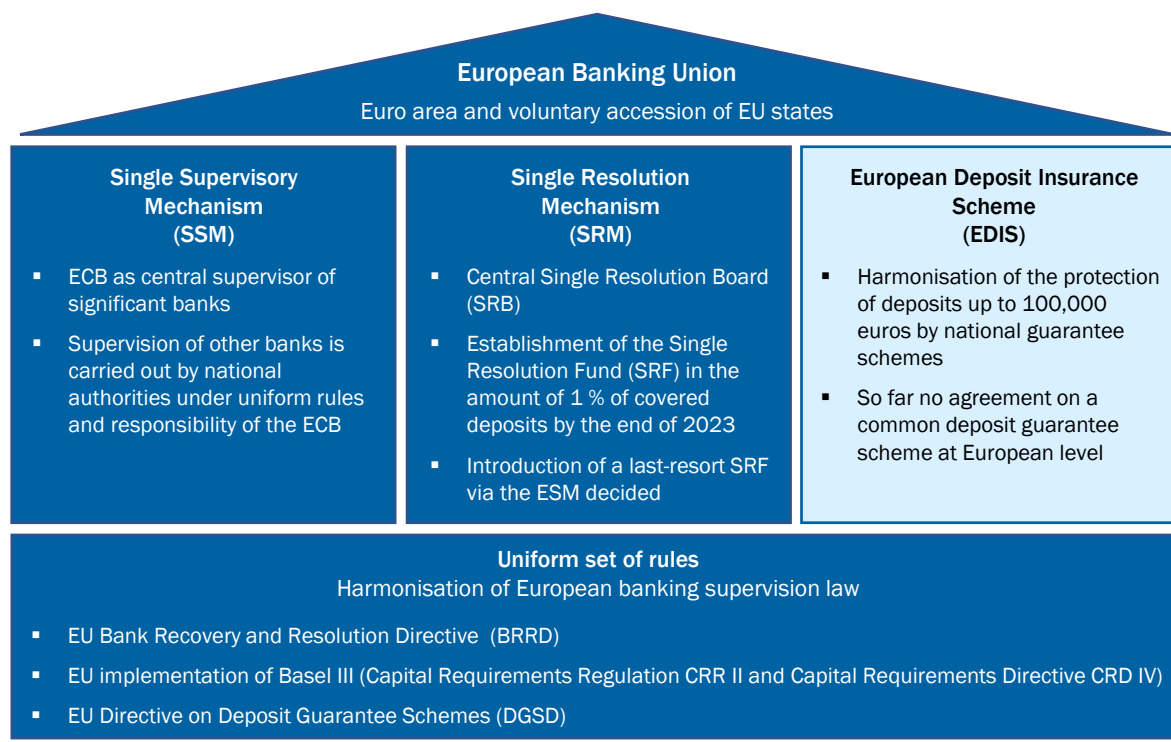 European Banking Union
Euro area and voluntary accession of EU states
Single Supervisory
Mechanism
(SSM)
▪ ECB as central supervisor of
significant banks
▪ Supervision of other banks is
carried out by national
authorities under uniform rules
and responsibility of the ECB
Single Resolution
Mechanism
(SRM)
▪ Central Single Resolution Board
(SRB)
▪ Establishment of the Single
Resolution Fund (SRF) in the
amount of 1 % of covered
deposits by the end of 2023
▪ Introduction of a last-resort SRF
via the ESM decided
European Deposit Insurance
Scheme
(EDIS)
▪ Harmonisation of the protection
of deposits up to 100,000
euros by national guarantee
schemes
▪ So far no agreement on a
common deposit guarantee
scheme at European level
Uniform set of rules
Harmonisation of European banking supervision law
▪ EU Bank Recovery and Resolution Directive (BRRD)
▪ EU implementation of Basel III (Capital Requirements Regulation CRR II and Capital Requirements Directive CRD IV)
▪ EU Directive on Deposit Guarantee Schemes (DGSD)